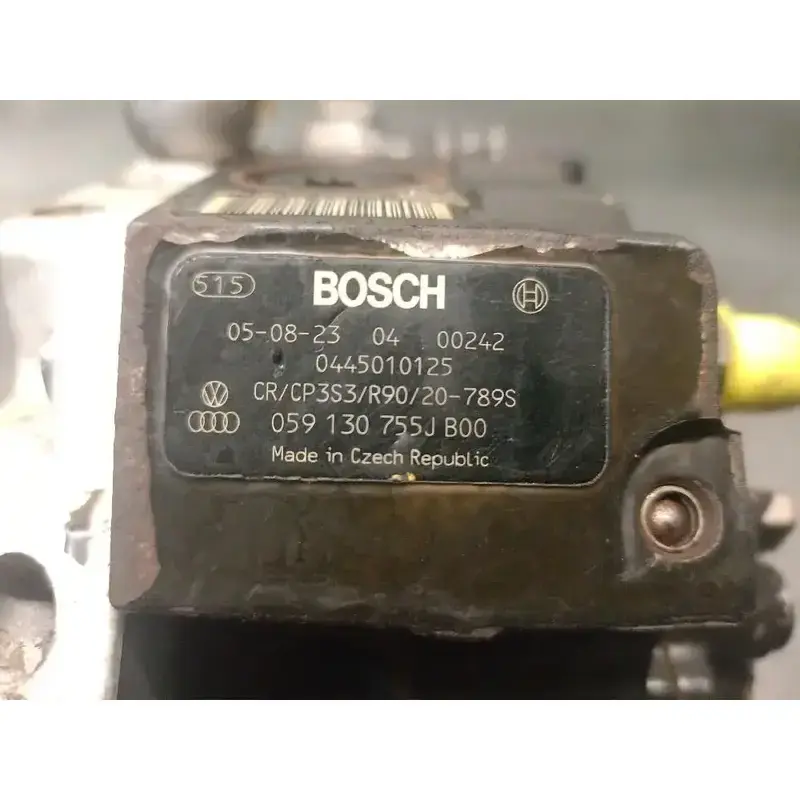 515 BOSCH
05-08-23 04 00242
0445010125
CR/CP3S3/R90/20-789S
059 130 755J B00
Made in Czech Republic